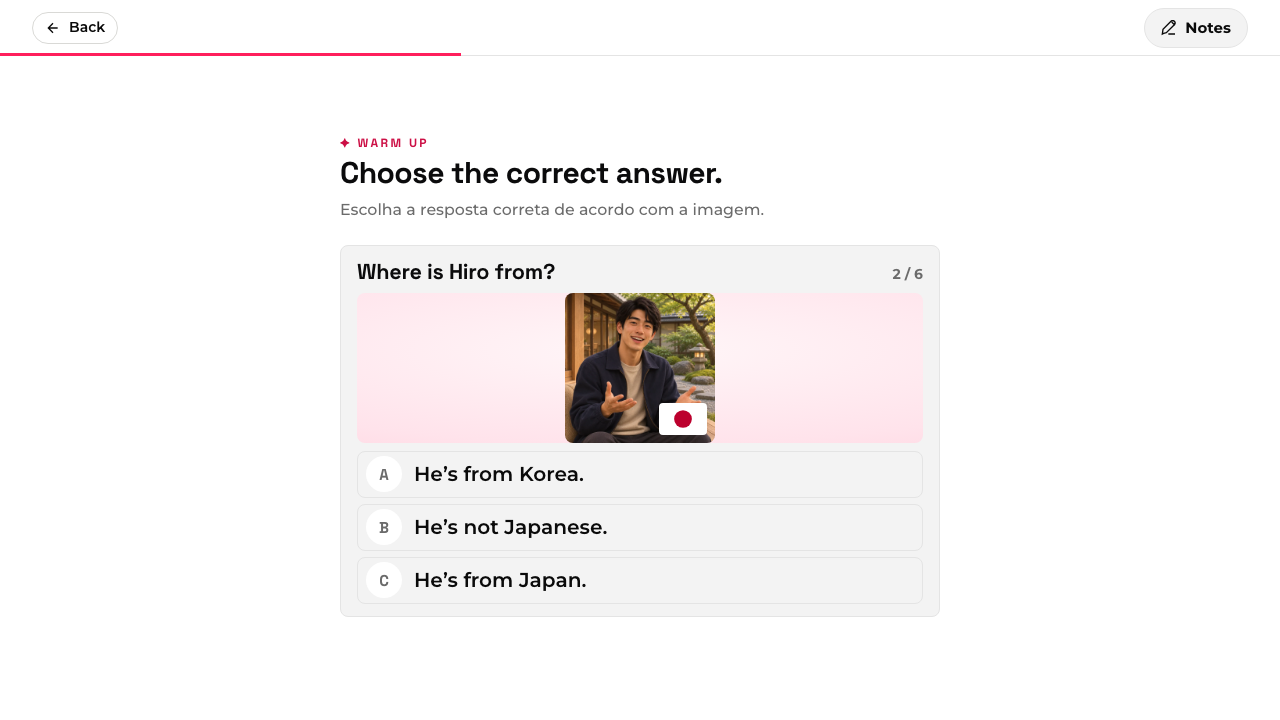 Back
Notes
WARM UP
Choose the correct answer.
Escolha a resposta correta de acordo com a imagem.
Where is Hiro from?
2 / 6
A
He’s from Korea.
B
He’s not Japanese.
C
He’s from Japan.